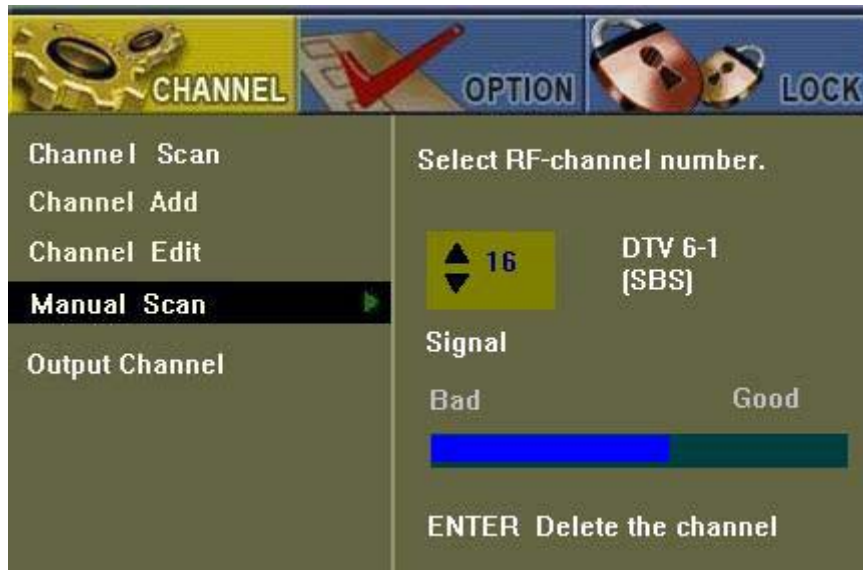 CHANNEL
OPTION
LOCK
Channel Scan
Channel Add
Channel Edit
Manual Scan
Output Channel
Select RF-channel number.
16
DTV 6-1
(SBS)
Signal
Bad
Good
ENTER Delete the channel